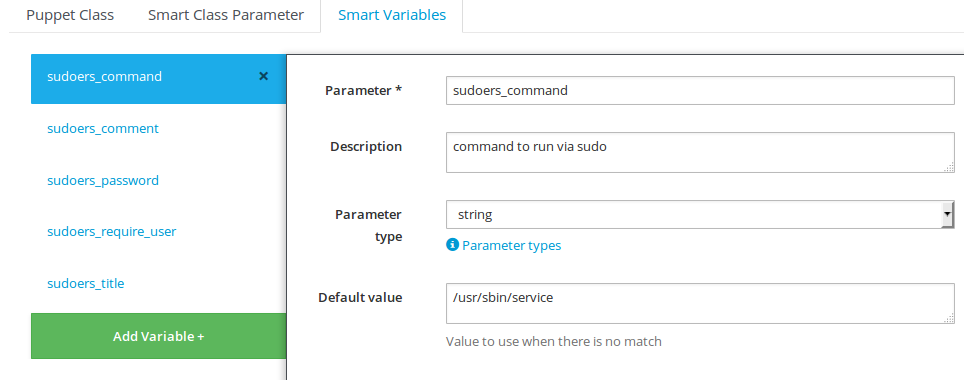 Puppet Class Smart Class Parameter Smart Variables
sudoers_command ×
sudoers_comment
sudoers_password
sudoers_require_user
sudoers_title
Add Variable +
Parameter * sudoers_command
Description command to run via sudo
Parameter type string
Parameter types
Default value /usr/sbin/service
Value to use when there is no match